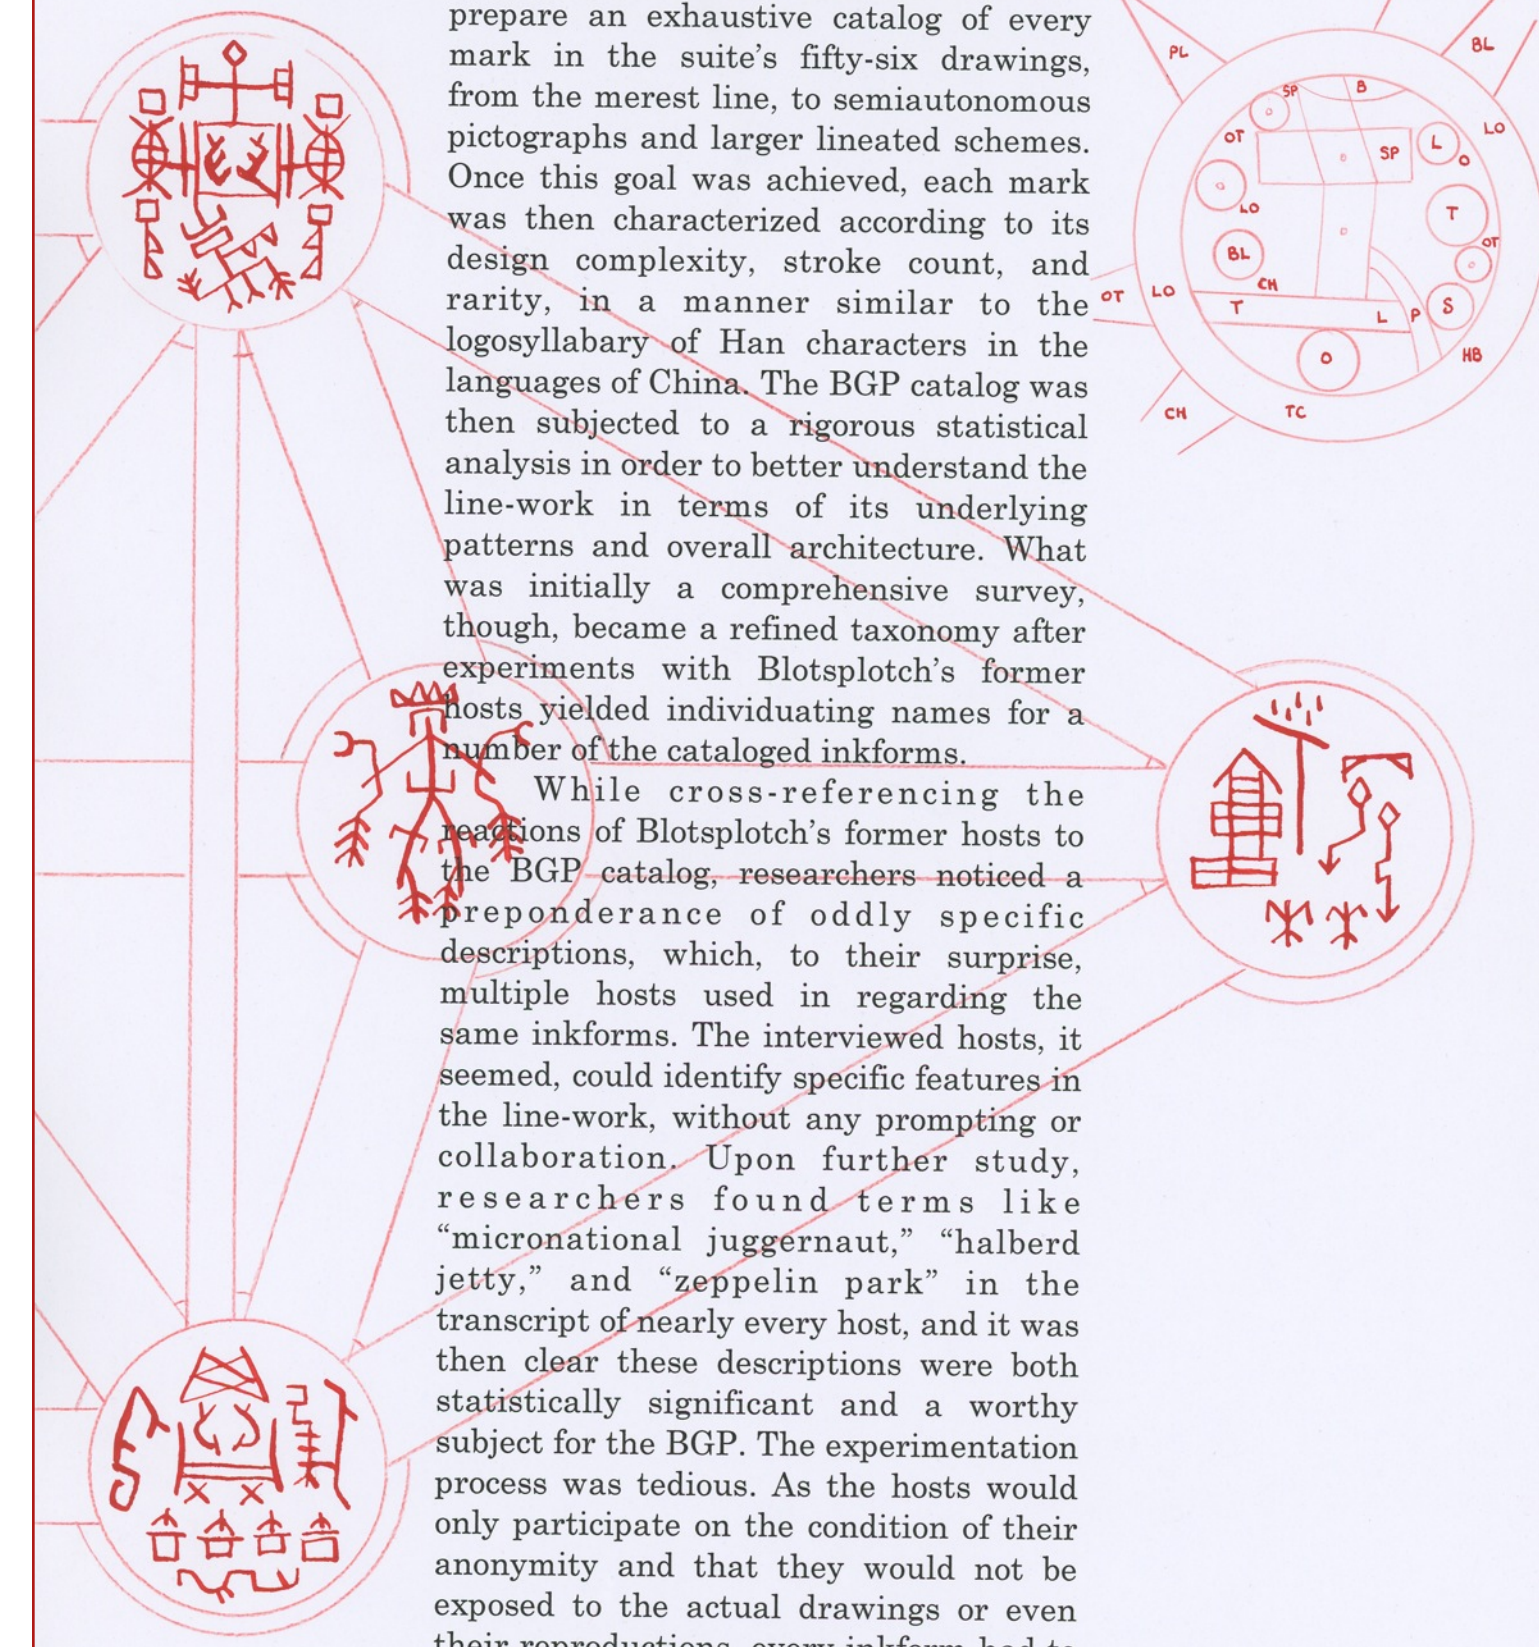 prepare an exhaustive catalog of every
mark in the suite’s fifty-six drawings,
from the merest line, to semiautonomous
pictographs and larger lineated schemes.
Once this goal was achieved, each mark
was then characterized according to its
design complexity, stroke count, and
rarity, in a manner similar to the
logosyllabary of Han characters in the
languages of China. The BGP catalog was
then subjected to a rigorous statistical
analysis in order to better understand the
line-work in terms of its underlying
patterns and overall architecture. What
was initially a comprehensive survey,
though, became a refined taxonomy after
experiments with Blotsplotch’s former
hosts yielded individuating names for a
number of the cataloged inkforms.
While cross-referencing the
reactions of Blotsplotch’s former hosts to
the BGP catalog, researchers noticed a
preponderance of oddly specific
descriptions, which, to their surprise,
multiple hosts used in regarding the
same inkforms. The interviewed hosts, it
seemed, could identify specific features in
the line-work, without any prompting or
collaboration. Upon further study,
researchers found terms like
“micronational juggernaut,” “halberd
jetty,” and “zeppelin park” in the
transcript of nearly every host, and it was
then clear these descriptions were both
statistically significant and a worthy
subject for the BGP. The experimentation
process was tedious. As the hosts would
only participate on the condition of their
anonymity and that they would not be
exposed to the actual drawings or even
their reproductions, every inkform had to
PL
BL
SP
B
LO
OT
SP
L
O
LO
T
BL
OT
CH
OT
LO
T
L
P
S
O
HB
CH
TC